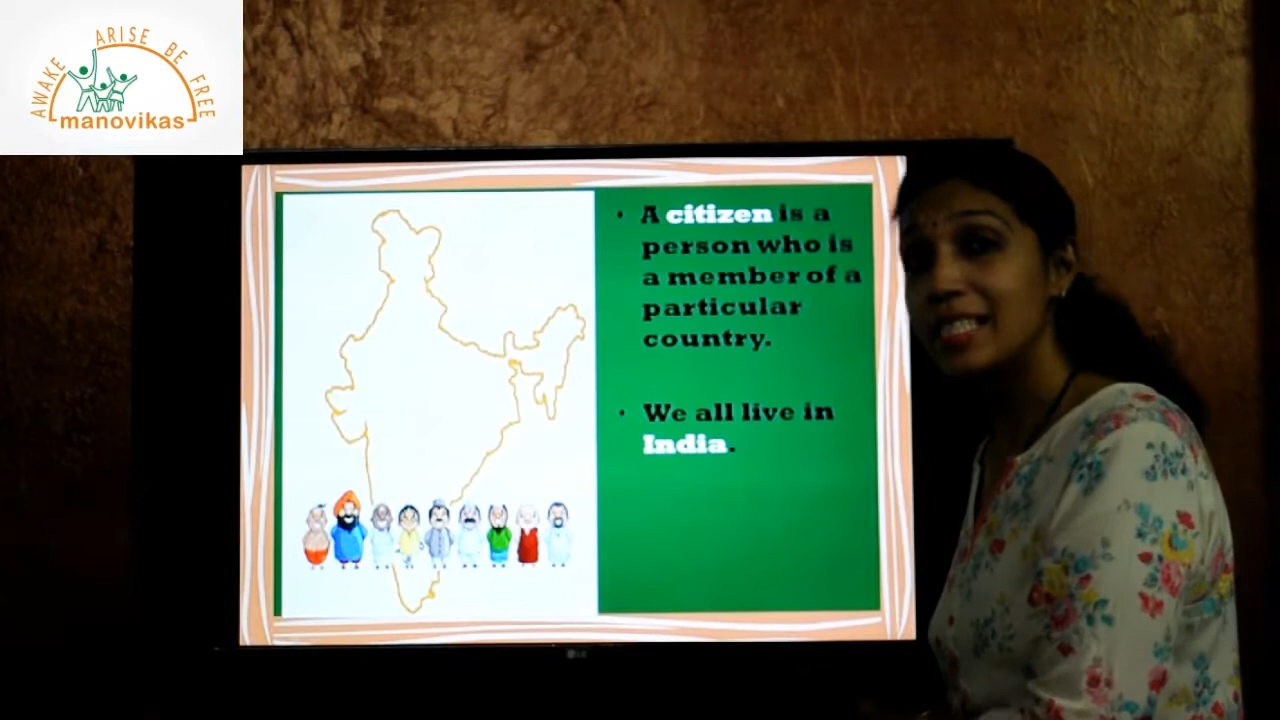 AWAKE ARISE BE FREE
manovikas
• A citizen is a
person who is
a member of a
particular
country.
• We all live in
India.
LG